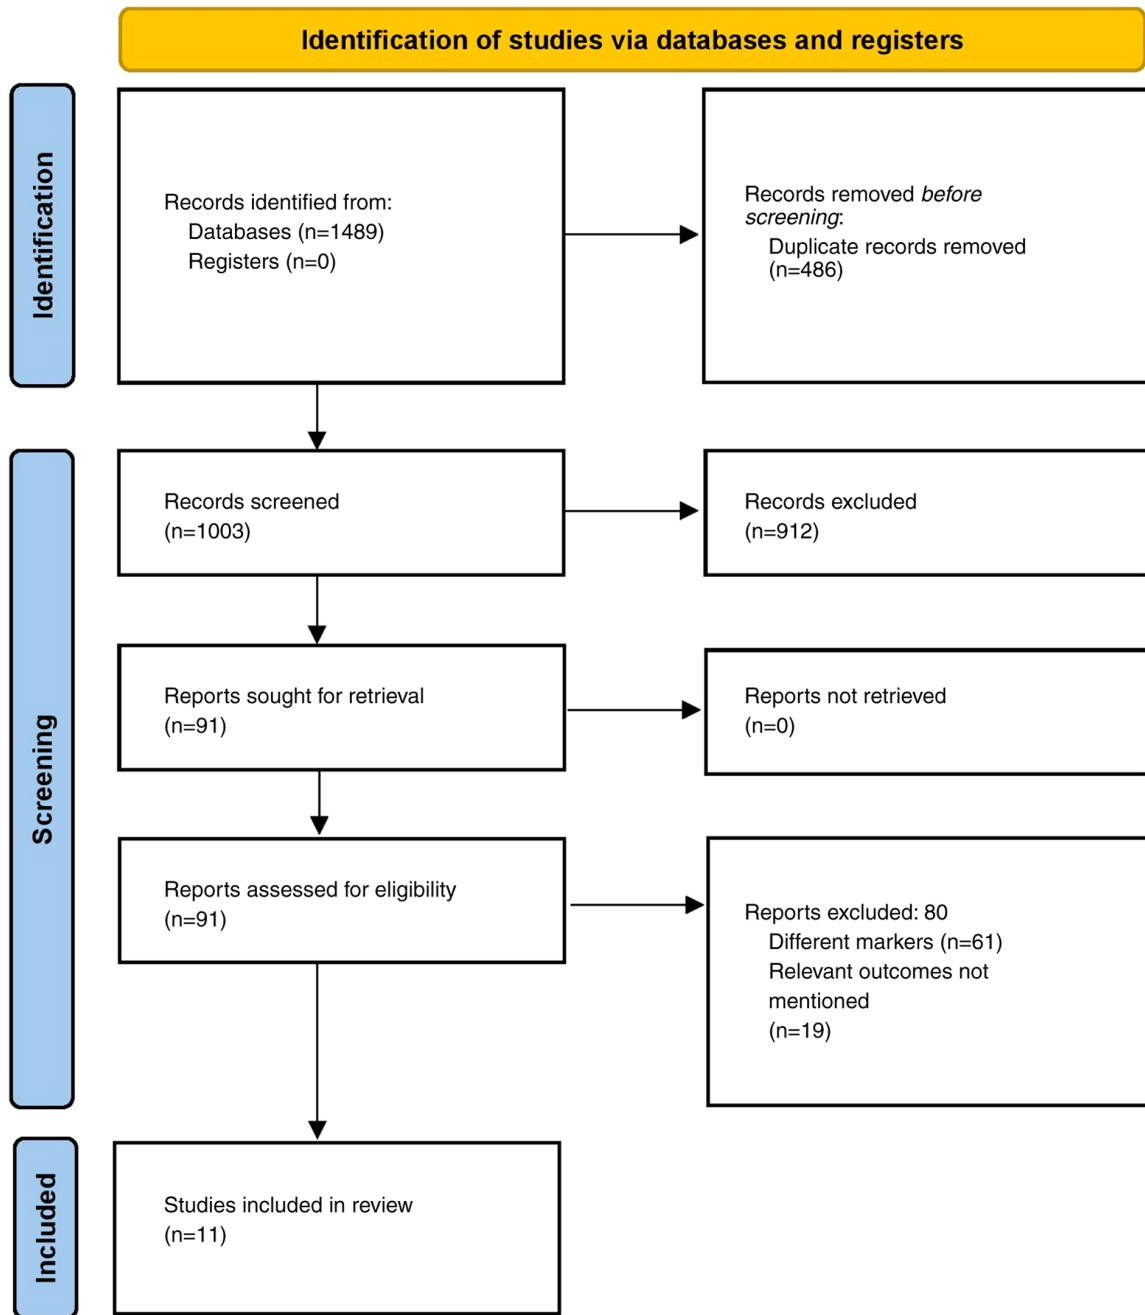 Identification of studies via databases and registers
Identification
Records identified from:
Databases (n=1489)
Registers (n=0)
Records removed before
screening:
Duplicate records removed
(n=486)
Screening
Records screened
(n=1003)
Records excluded
(n=912)
Reports sought for retrieval
(n=91)
Reports not retrieved
(n=0)
Reports assessed for eligibility
(n=91)
Reports excluded: 80
Different markers (n=61)
Relevant outcomes not
mentioned
(n=19)
Included
Studies included in review
(n=11)